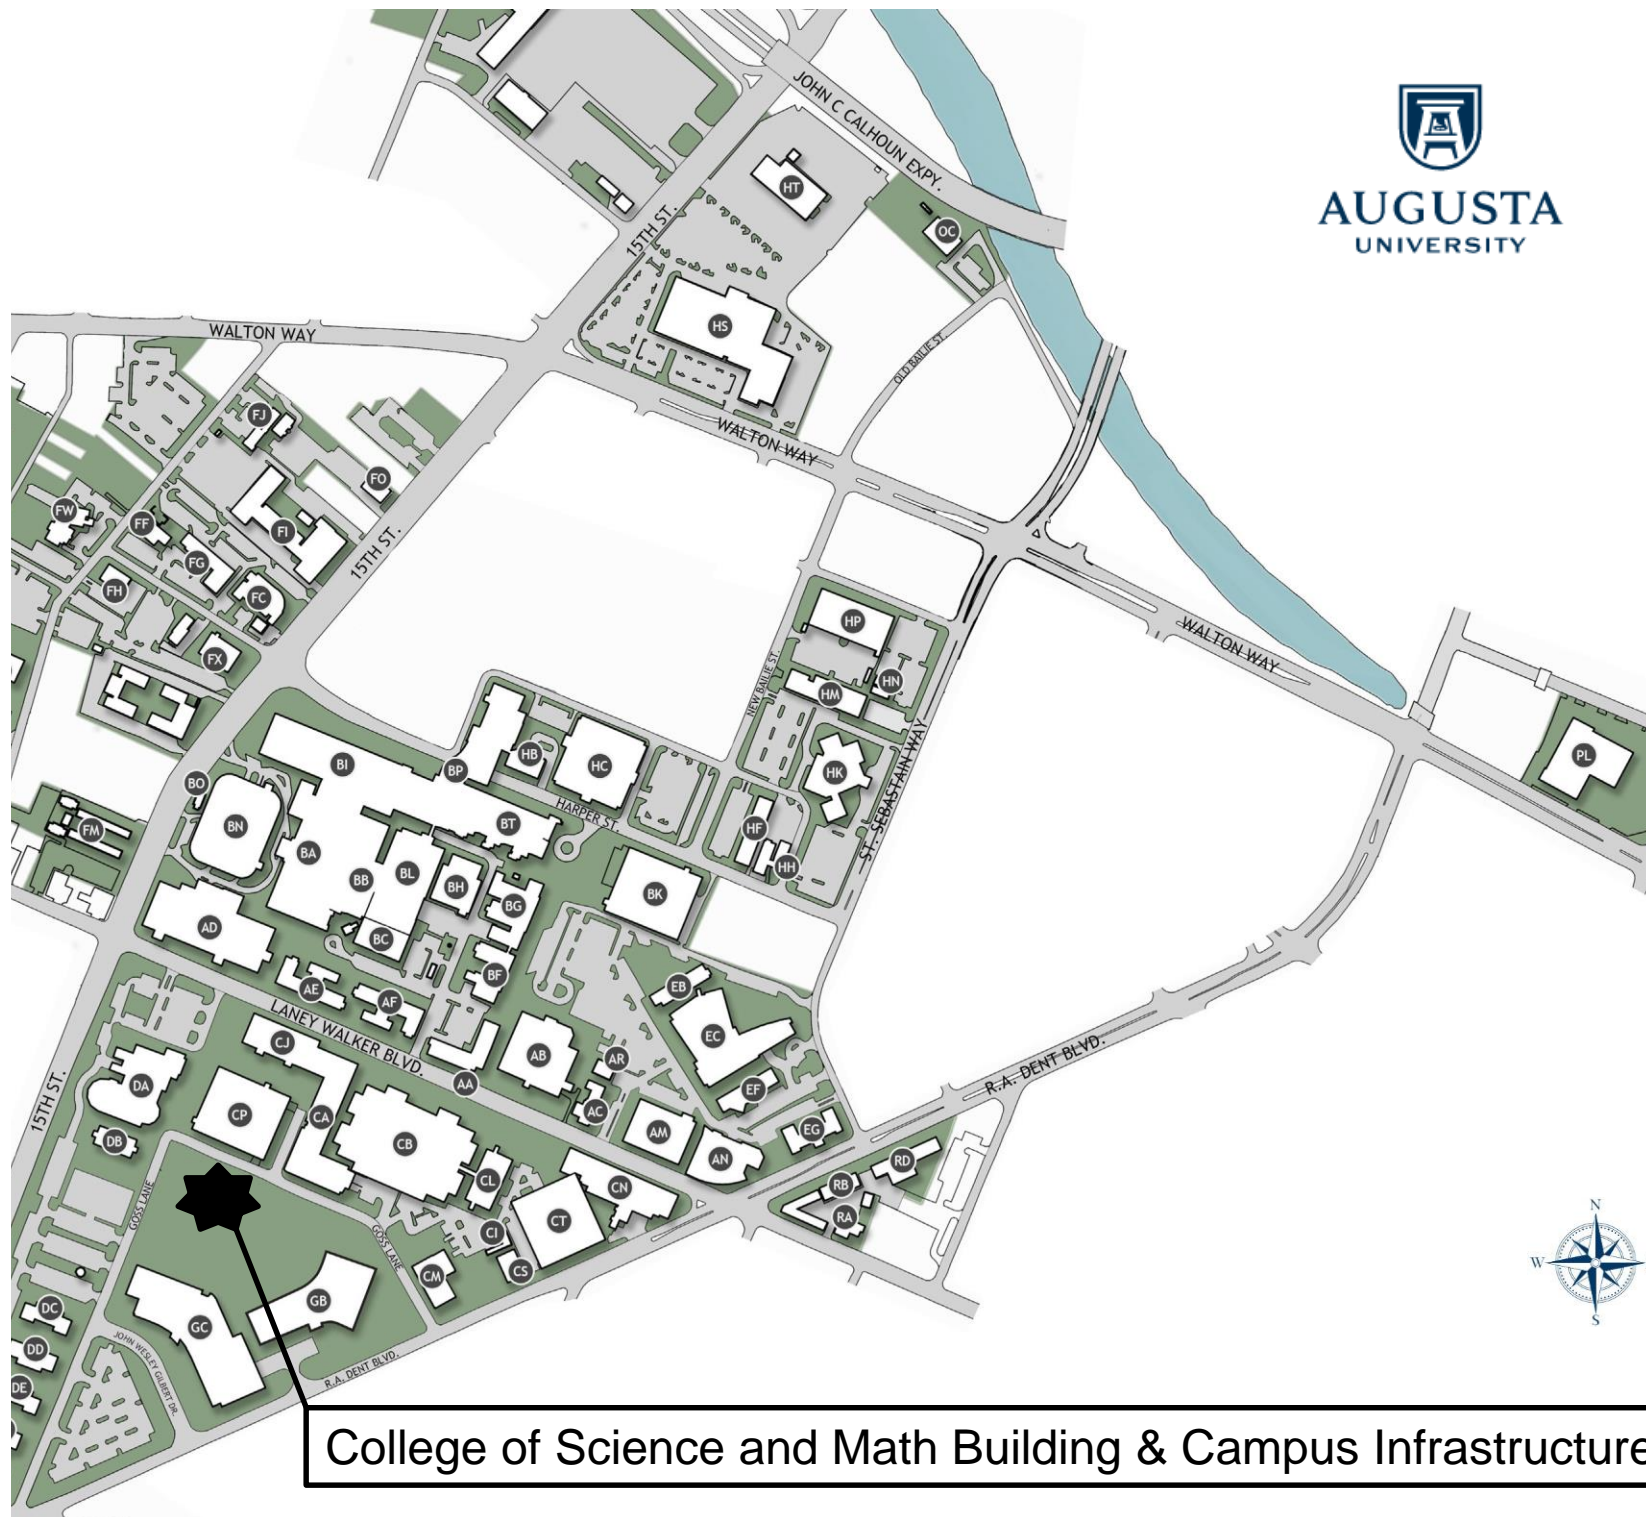 JOHN C CALHOUN EXPY.
AUGUSTA
UNIVERSITY
HT
15TH ST.
OC
HS
WALTON WAY
OLD BAILIE ST.
FJ
WALTON WAY
FO
FW
FF
FI
FG
15TH ST.
FH
FC
HP
WALTON WAY
FX
NEW BAILIE ST.
HN
HM
ST. SEBASTAIN WAY
PL
BI
HB
HC
BP
HK
BO
HARPER ST.
BN
BT
HF
FM
BA
HH
BB
BL
BH
BK
BG
AD
BC
BF
EB
AE
AF
LANEY WALKER BLVD.
EC
CJ
AB
AR
R.A. DENT BLVD.
DA
AA
EF
15TH ST.
CP
CA
AC
DB
CB
AM
EG
AN
RD
CL
CN
RB
GOSS LANE
CT
RA
CI
GOSS LANE
N
W
S
CM
CS
GB
DC
GC
DD
JOHN WESLEY GILBERT DR.
R.A. DENT BLVD.
DE
College of Science and Math Building & Campus Infrastructure